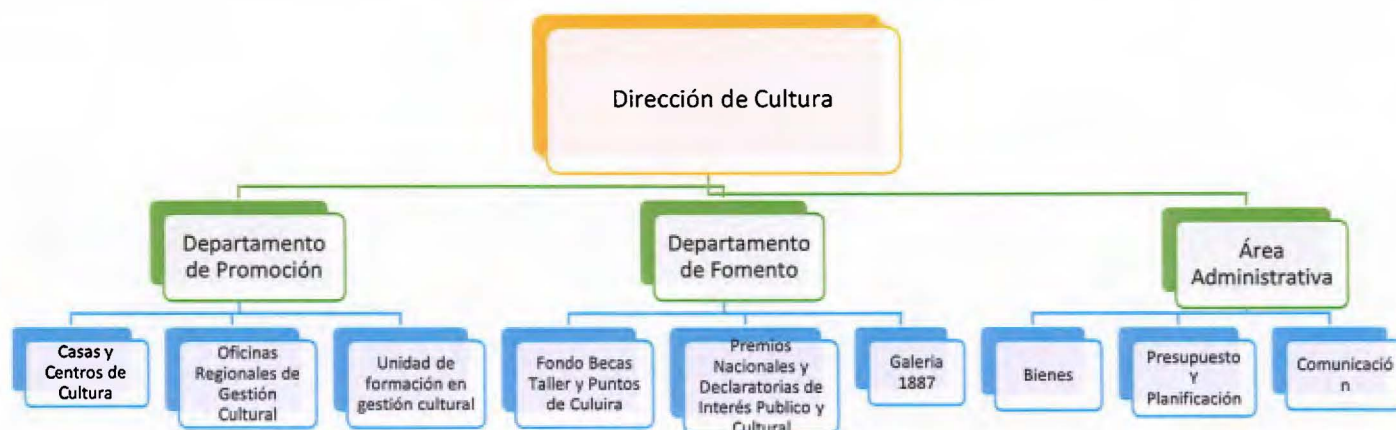 Dirección de Cultura
Departamento
de Promoción
Departamento
de Fomento
Área
Administrativa
Casas y
Centros de
Cultura
Oficinas
Regionales de
Gestión
Cultural
Unidad de
formación en
gestión cultural
Fondo Becas
Taller y Puntos
de Culuira
Premios
Nacionales y
Declaratorias de
Interés Publico y
Cultural
Galeria
1887
Bienes
Presupuesto
y
Planificación
Comunicació
n